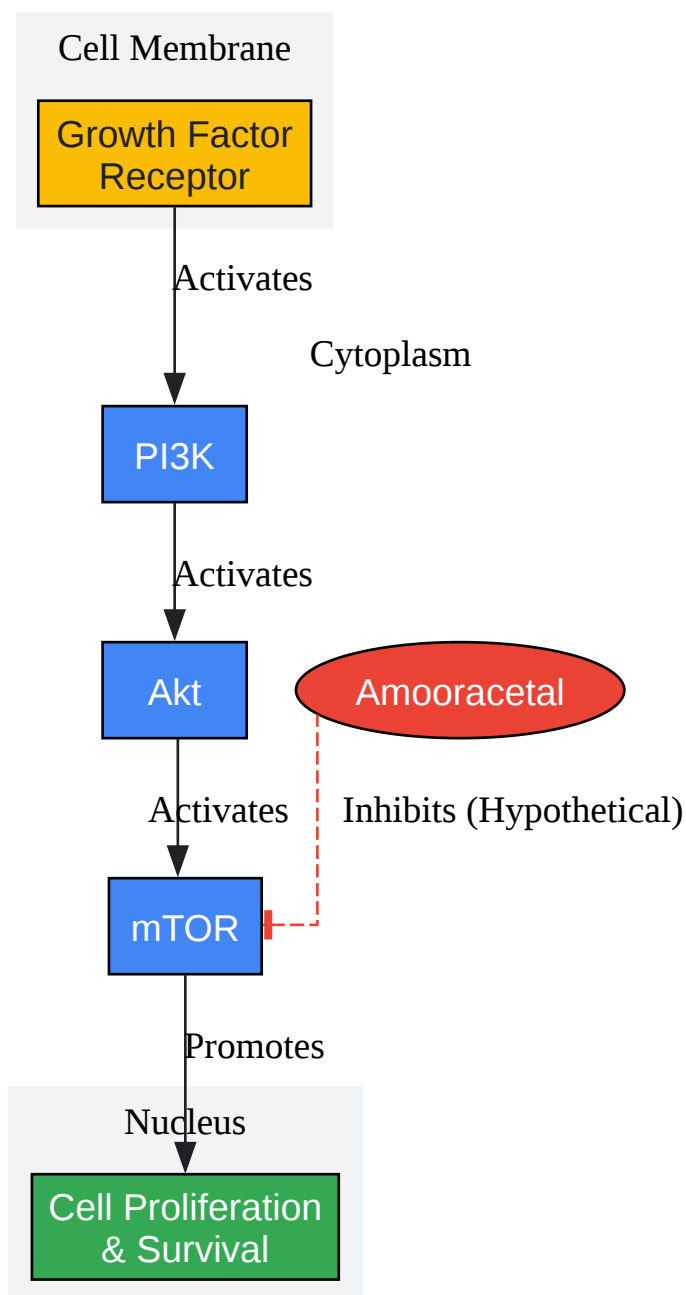 Cell Membrane
Growth Factor
Receptor
Activates
Cytoplasm
PI3K
Activates
Akt
Amooracetal
Activates
Inhibits (Hypothetical)
mTOR
Promotes
Nucleus
Cell Proliferation
& Survival